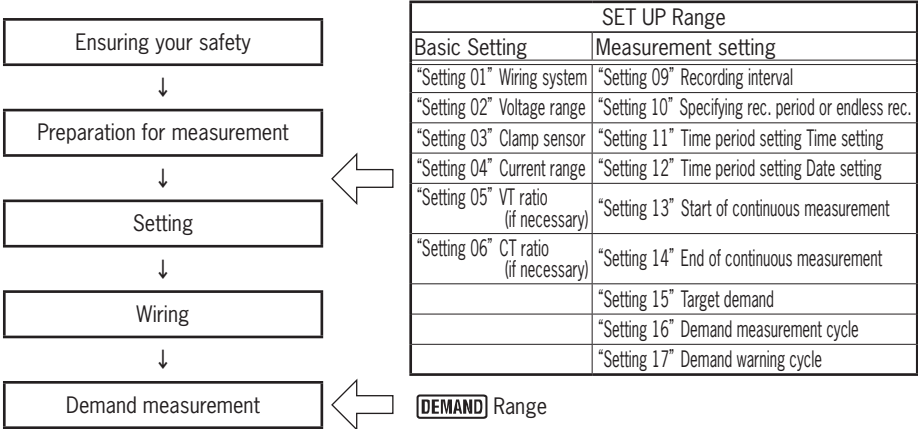 Ensuring your safety
↓
Preparation for measurement
↓
Setting
↓
Wiring
↓
Demand measurement
SET UP Range
Basic Setting Measurement setting
“Setting 01” Wiring system “Setting 09” Recording interval
“Setting 02” Voltage range “Setting 10” Specifying rec. period or endless rec.
“Setting 03” Clamp sensor “Setting 11” Time period setting Time setting
“Setting 04” Current range “Setting 12” Time period setting Date setting
“Setting 05” VT ratio
(if necessary) “Setting 13” Start of continuous measurement
“Setting 06” CT ratio
(if necessary) “Setting 14” End of continuous measurement
“Setting 15” Target demand
“Setting 16” Demand measurement cycle
“Setting 17” Demand warning cycle
DEMAND Range